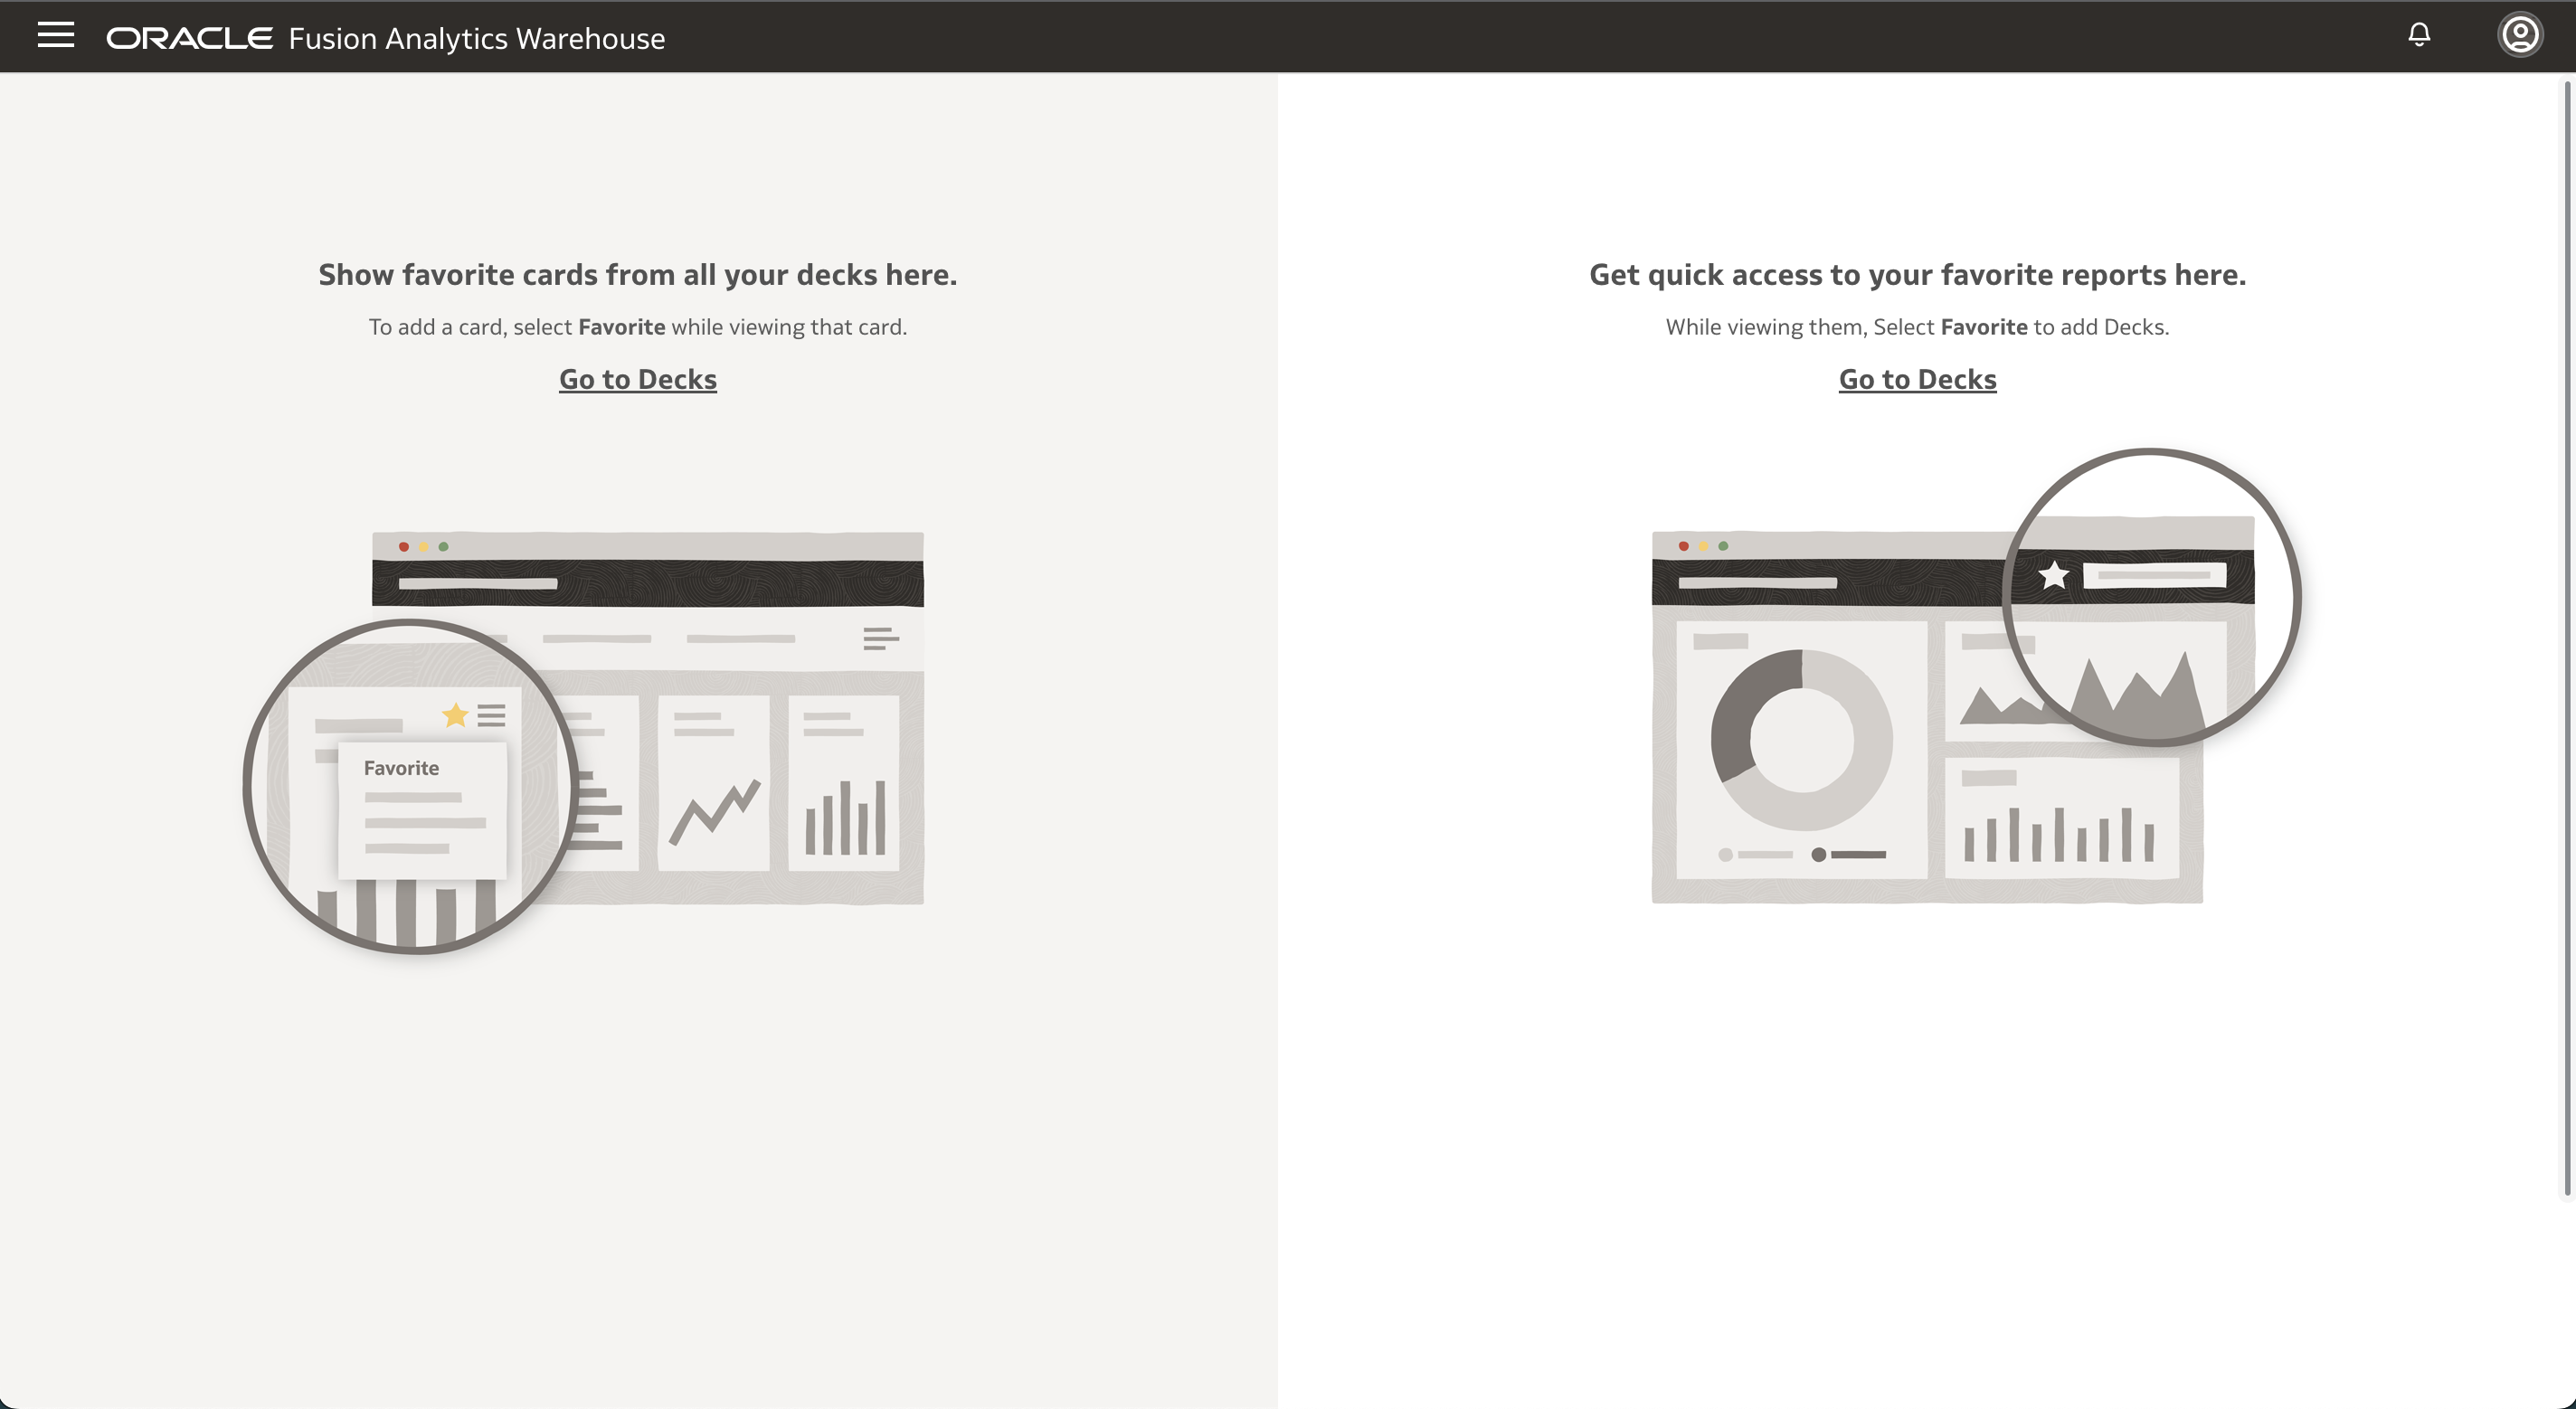 ORACLE Fusion Analytics Warehouse
Show favorite cards from all your decks here.
To add a card, select Favorite while viewing that card.
Go to Decks
Favorite
Get quick access to your favorite reports here.
While viewing them, Select Favorite to add Decks.
Go to Decks